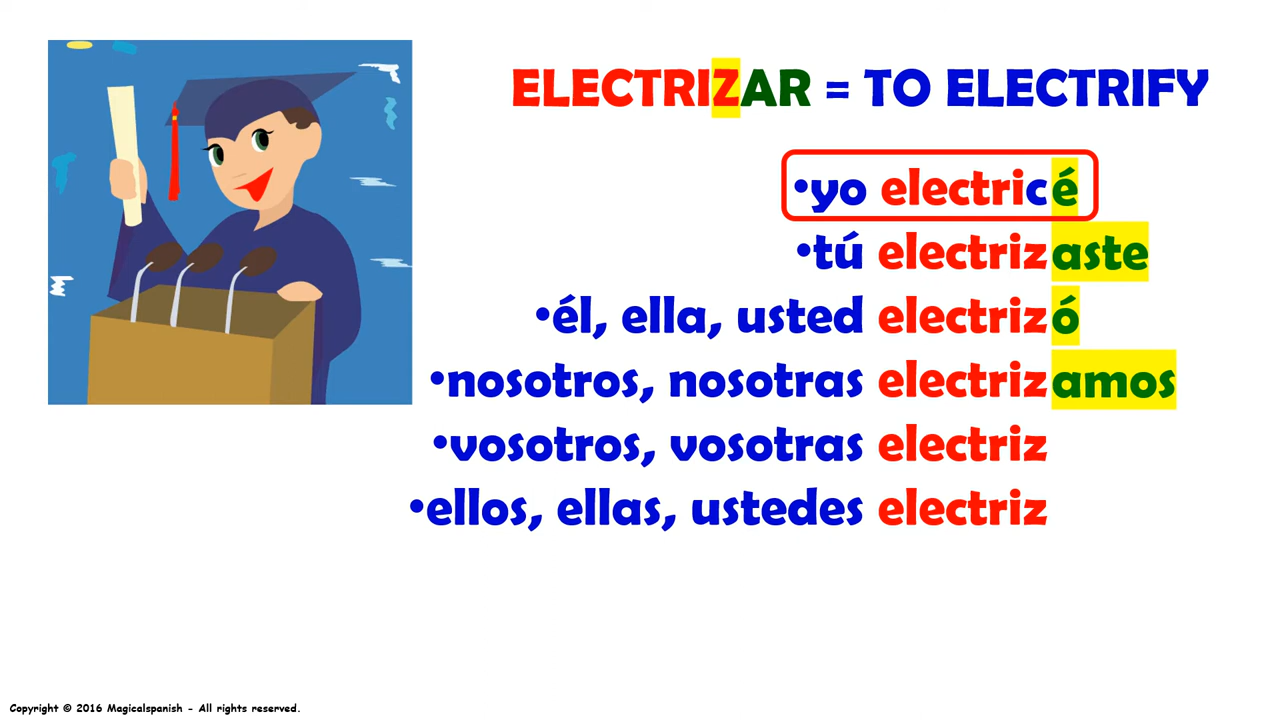 ELECTRIZAR = TO ELECTRIFY
•yo electricé
•tú electrizaste
•él, ella, usted electrizó
•nosotros, nosotras electrizamos
•vosotros, vosotras electriz
•ellos, ellas, ustedes electriz
Copyright © 2016 Magicalspanish - All rights reserved.